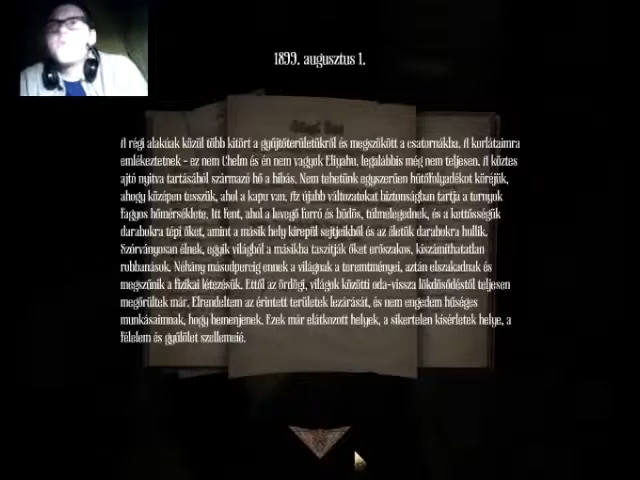 1899. augusztus 1.
A régi alakúak közül több kitört a gyűjtőterületükről és megszökött a csatornákba. A korlátaimra
emlékeztetnek - ez nem Chelm és én nem vagyok Eliyahu, legalábbis még nem teljesen. A köztes
ajtó nyitva tartásából származó hő a hibás. Nem tehetünk egyszerűen hűtőfolyadékot köréjük,
ahogy középen tesszük, ahol a kapu van. Az újabb változatokat biztonságban tartja a turnyuk
fagyos hőmérséklete. Itt fent, ahol a levegő forró és büdös, túlmelegednek, és a kettősségük
darabokra tépi őket, amint a másik hely kirepül sejtjeikből és az életük darabokra hullik.
Szórványosan élnek, egyik világból a másikba taszítják őket erőszakos, kiszámíthatatlan
robbanások. Néhány másodpercig ennek a világnak a teremtményei, aztán elszakadnak és
megszűnik a fizikai létezésük. Ettől az ördögi, világok közötti oda-vissza lökdösődéstől teljesen
megőrültek már. Elrendeltem az érintett területek lezárását, és nem engedem hűséges
munkásaimnak, hogy bemenjenek. Ezek már elátkozott helyek, a sikertelen kísérletek helye, a
félelem és gyűlölet szellemeié.